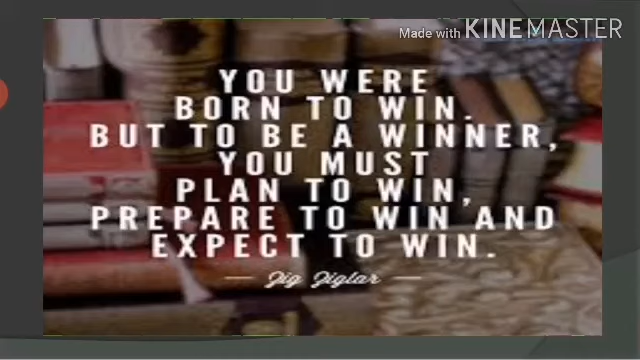 Made with KINEMASTER
YOU WERE
BORN TO WIN.
BUT TO BE A WINNER,
YOU MUST
PLAN TO WIN,
PREPARE TO WIN AND
EXPECT TO WIN.
— Zig Ziglar —